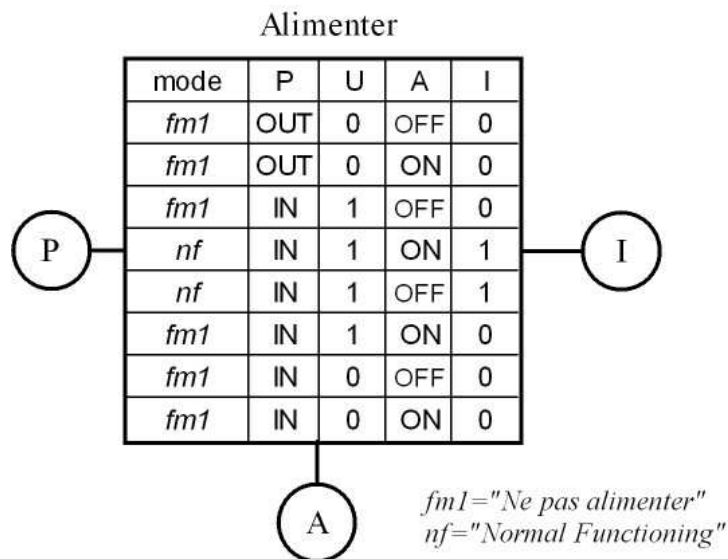 Alimenter
mode P U A I
fm1 OUT 0 OFF 0
fm1 OUT 0 ON 0
fm1 IN 1 OFF 0
nf IN 1 ON 1
nf IN 1 OFF 1
fm1 IN 1 ON 0
fm1 IN 0 OFF 0
fm1 IN 0 ON 0
P
I
A
fm1="Ne pas alimenter"
nf="Normal Functioning"